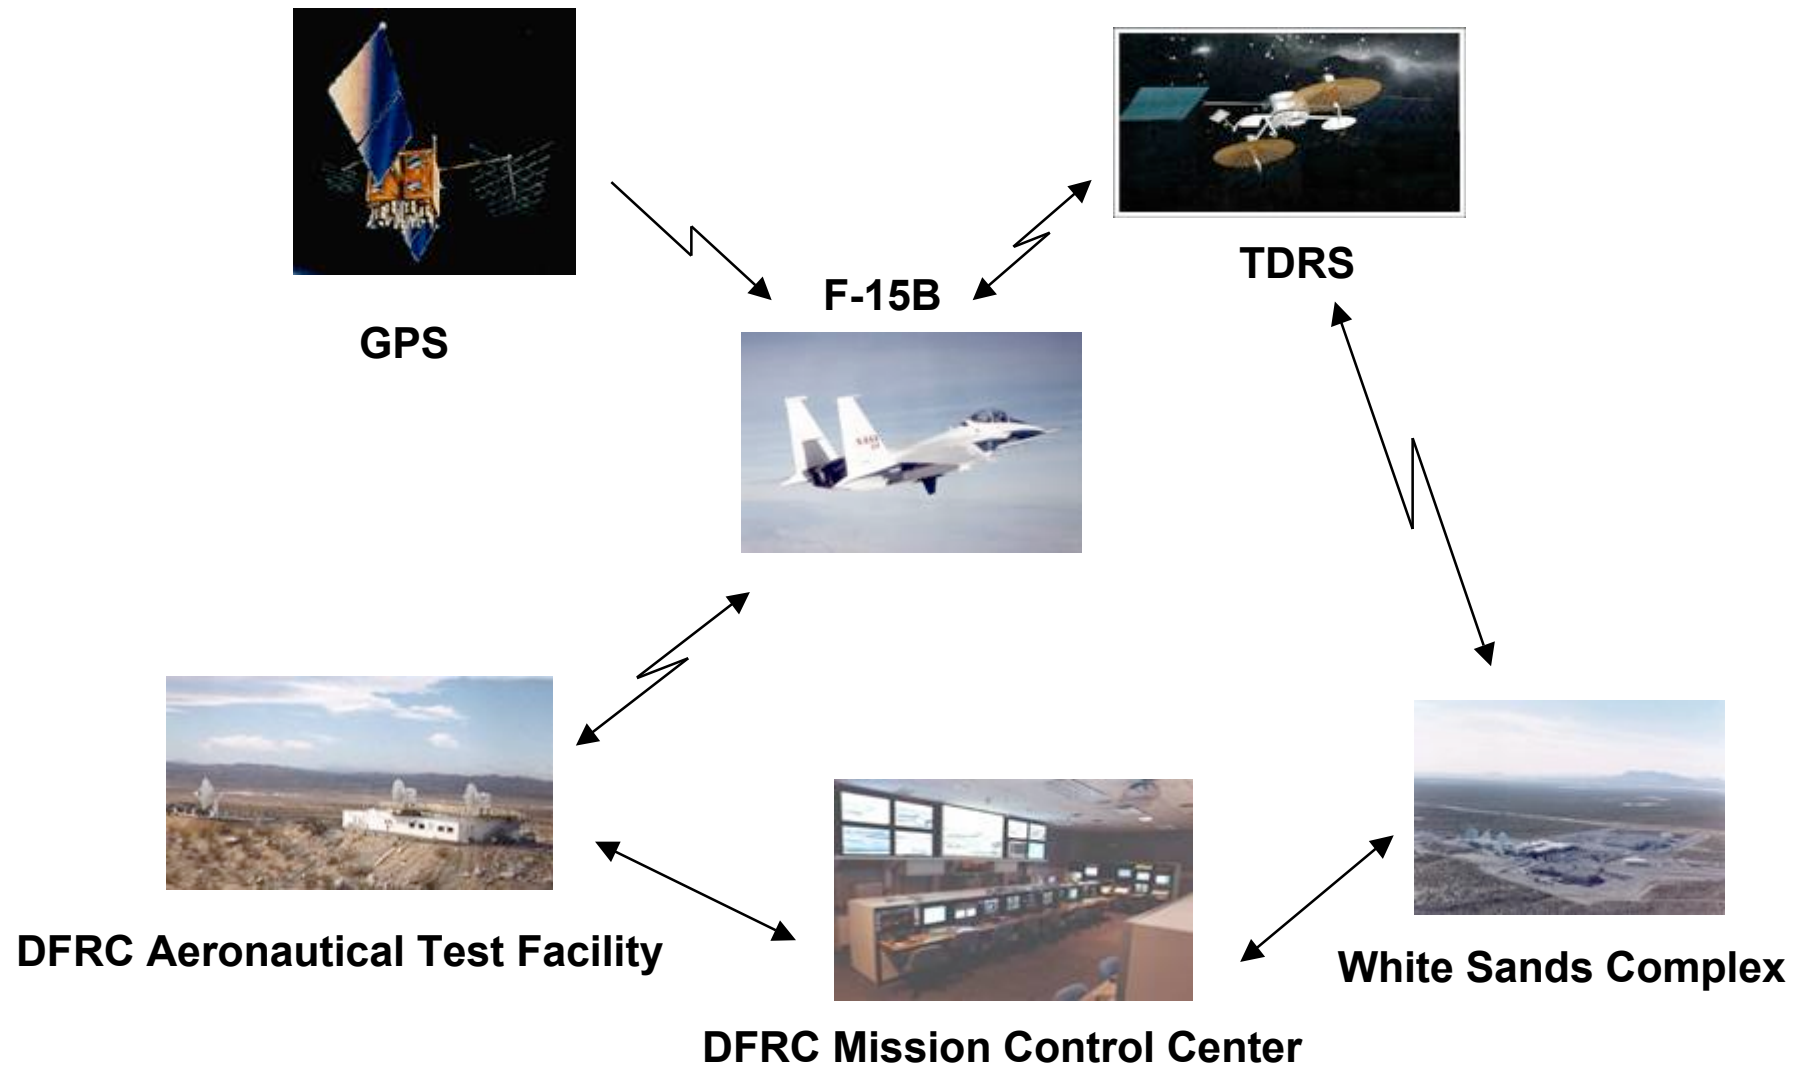 TDRS
F-15B
GPS
DFRC Aeronautical Test Facility
White Sands Complex
DFRC Mission Control Center